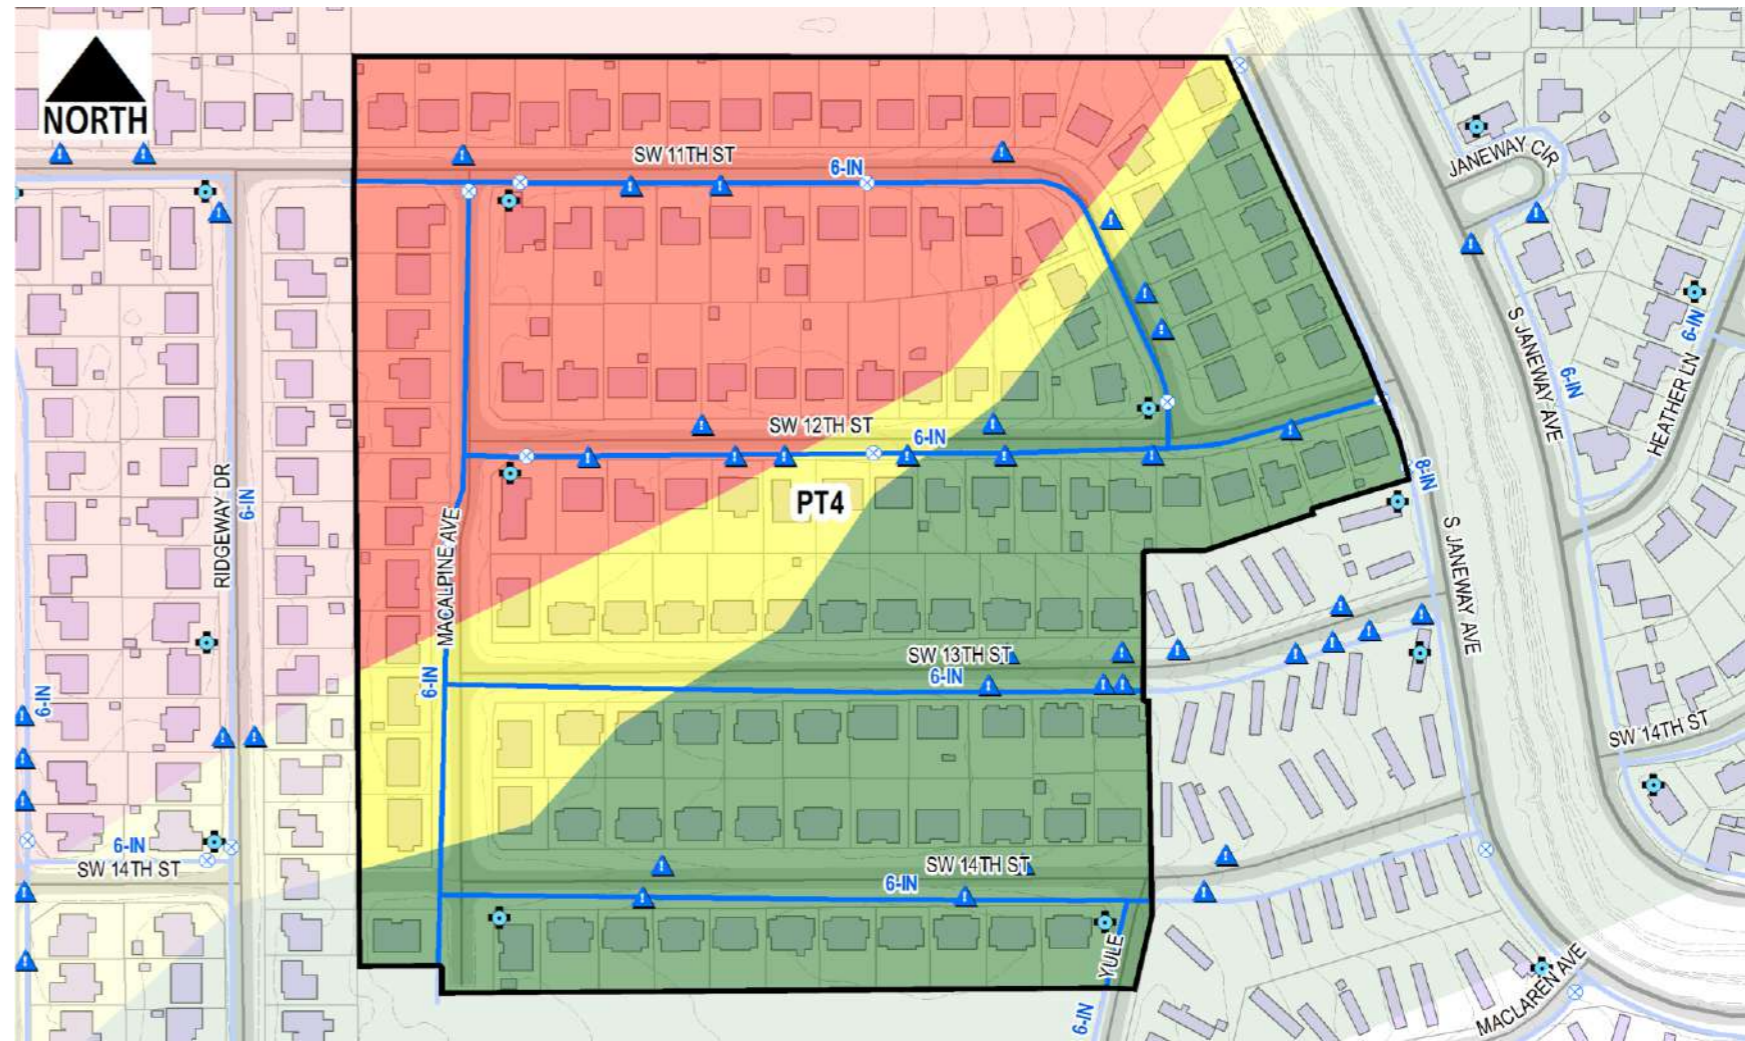 NORTH
JANEWAY CIR
SW 11TH ST
6-IN
6-IN
S JANEWAY AVE
6-IN
HEATHER LN
SW 12TH ST
6-IN
8-IN
PT4
6-IN
RIDGEWAY DR
MACALPINE AVE
S JANEWAY AVE
SW 13TH ST
6-IN
6-IN
6-IN
SW 14TH ST
6-IN
SW 14TH ST
SW 14TH ST
6-IN
YULE
MACLAREN AVE
6-IN